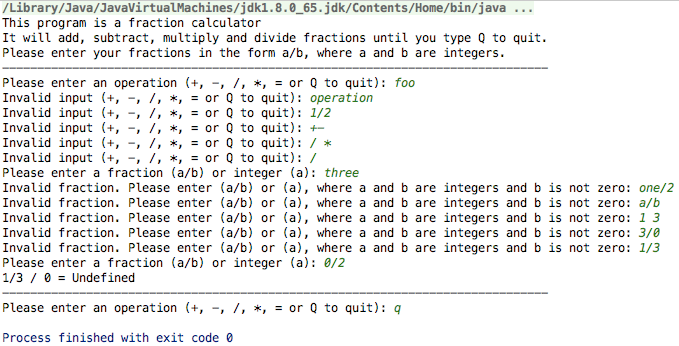 /Library/Java/JavaVirtualMachines/jdk1.8.0_65.jdk/Contents/Home/bin/java ...
This program is a fraction calculator
It will add, subtract, multiply and divide fractions until you type Q to quit.
Please enter your fractions in the form a/b, where a and b are integers.
--------------------------------------------------------------------------------
Please enter an operation (+, -, /, *, = or Q to quit): foo
Invalid input (+, -, /, *, = or Q to quit): operation
Invalid input (+, -, /, *, = or Q to quit): 1/2
Invalid input (+, -, /, *, = or Q to quit): +-
Invalid input (+, -, /, *, = or Q to quit): / *
Invalid input (+, -, /, *, = or Q to quit): /
Please enter a fraction (a/b) or integer (a): three
Invalid fraction. Please enter (a/b) or (a), where a and b are integers and b is not zero: one/2
Invalid fraction. Please enter (a/b) or (a), where a and b are integers and b is not zero: a/b
Invalid fraction. Please enter (a/b) or (a), where a and b are integers and b is not zero: 1 3
Invalid fraction. Please enter (a/b) or (a), where a and b are integers and b is not zero: 3/0
Invalid fraction. Please enter (a/b) or (a), where a and b are integers and b is not zero: 1/3
Please enter a fraction (a/b) or integer (a): 0/2
1/3 / 0 = Undefined
--------------------------------------------------------------------------------
Please enter an operation (+, -, /, *, = or Q to quit): q
Process finished with exit code 0